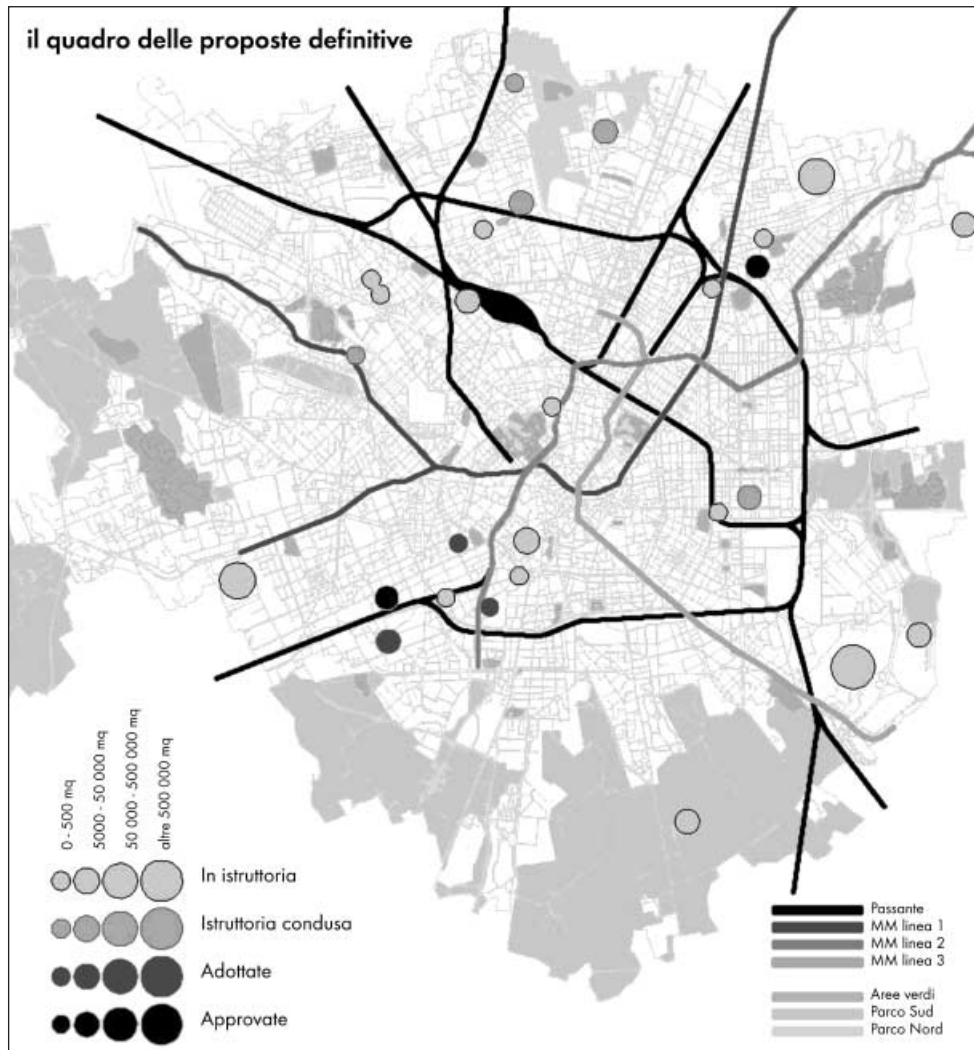 il quadro delle proposte definitive
0 - 500 mq
5000 - 50 000 mq
50 000 - 500 000 mq
oltre 500 000 mq
In istruttoria
Istruttoria condusa
Adottate
Approvate
Passante
MM linea 1
MM linea 2
MM linea 3
Aree verdi
Parco Sud
Parco Nord